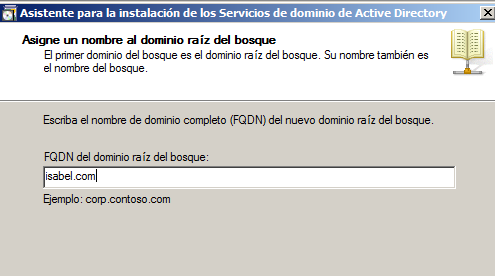 Asistente para la instalación de los Servicios de dominio de Active Directory
Asigne un nombre al dominio raíz del bosque
El primer dominio del bosque es el dominio raíz del bosque. Su nombre también es
el nombre del bosque.
Escriba el nombre de dominio completo (FQDN) del nuevo dominio raíz del bosque.
FQDN del dominio raíz del bosque:
isabel.com
Ejemplo: corp.contoso.com